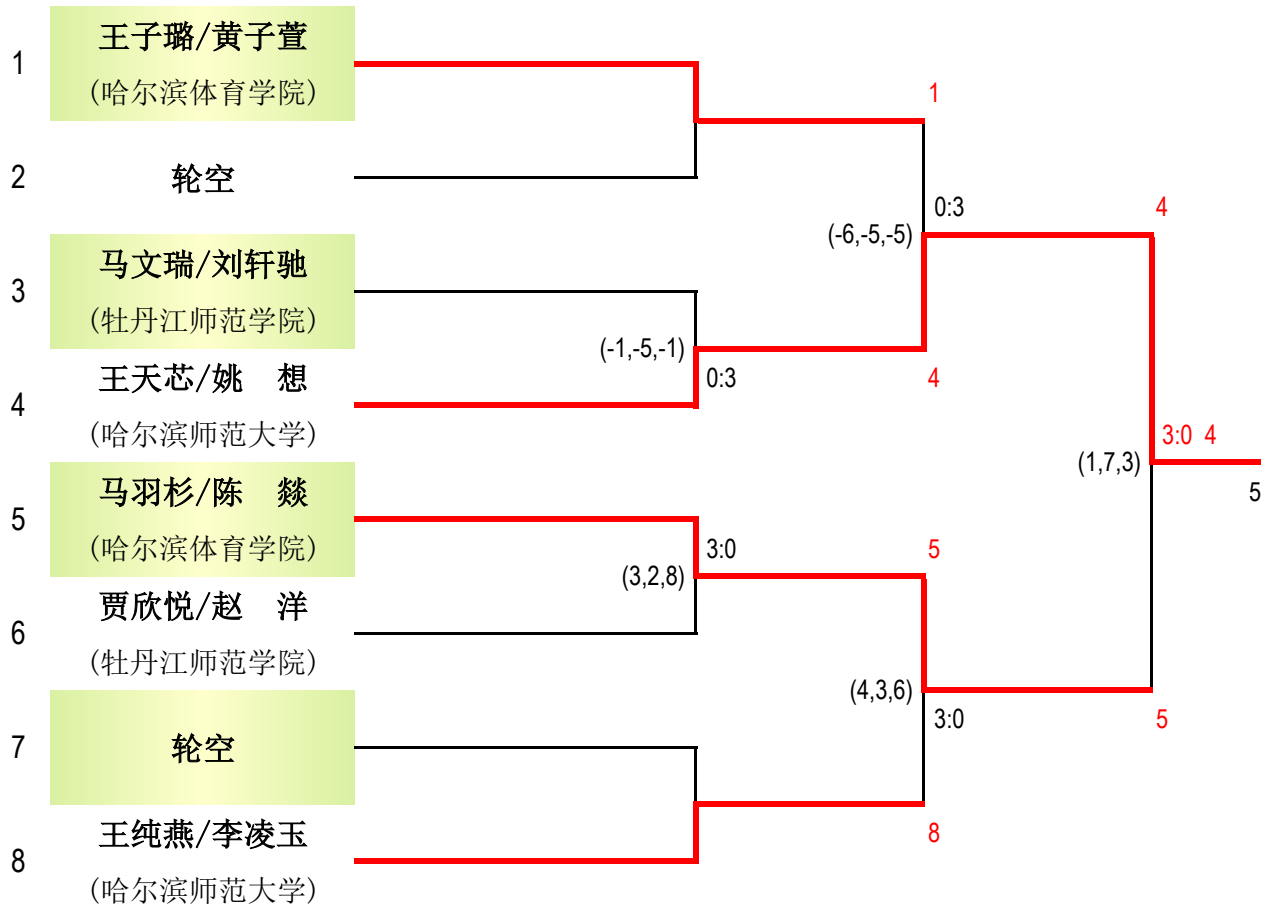 王子璐/黄子萱
1
(哈尔滨体育学院)
1
2
轮空
0:3
4
(-6,-5,-5)
马文瑞/刘轩驰
3
(牡丹江师范学院)
(-1,-5,-1)
王天芯/姚　想
0:3
4
4
(哈尔滨师范大学)
3:0 4
(1,7,3)
马羽杉/陈　燚
5
5
(哈尔滨体育学院)
3:0
5
(3,2,8)
贾欣悦/赵　洋
6
(牡丹江师范学院)
(4,3,6)
3:0
5
7
轮空
王纯燕/李凌玉
8
8
(哈尔滨师范大学)